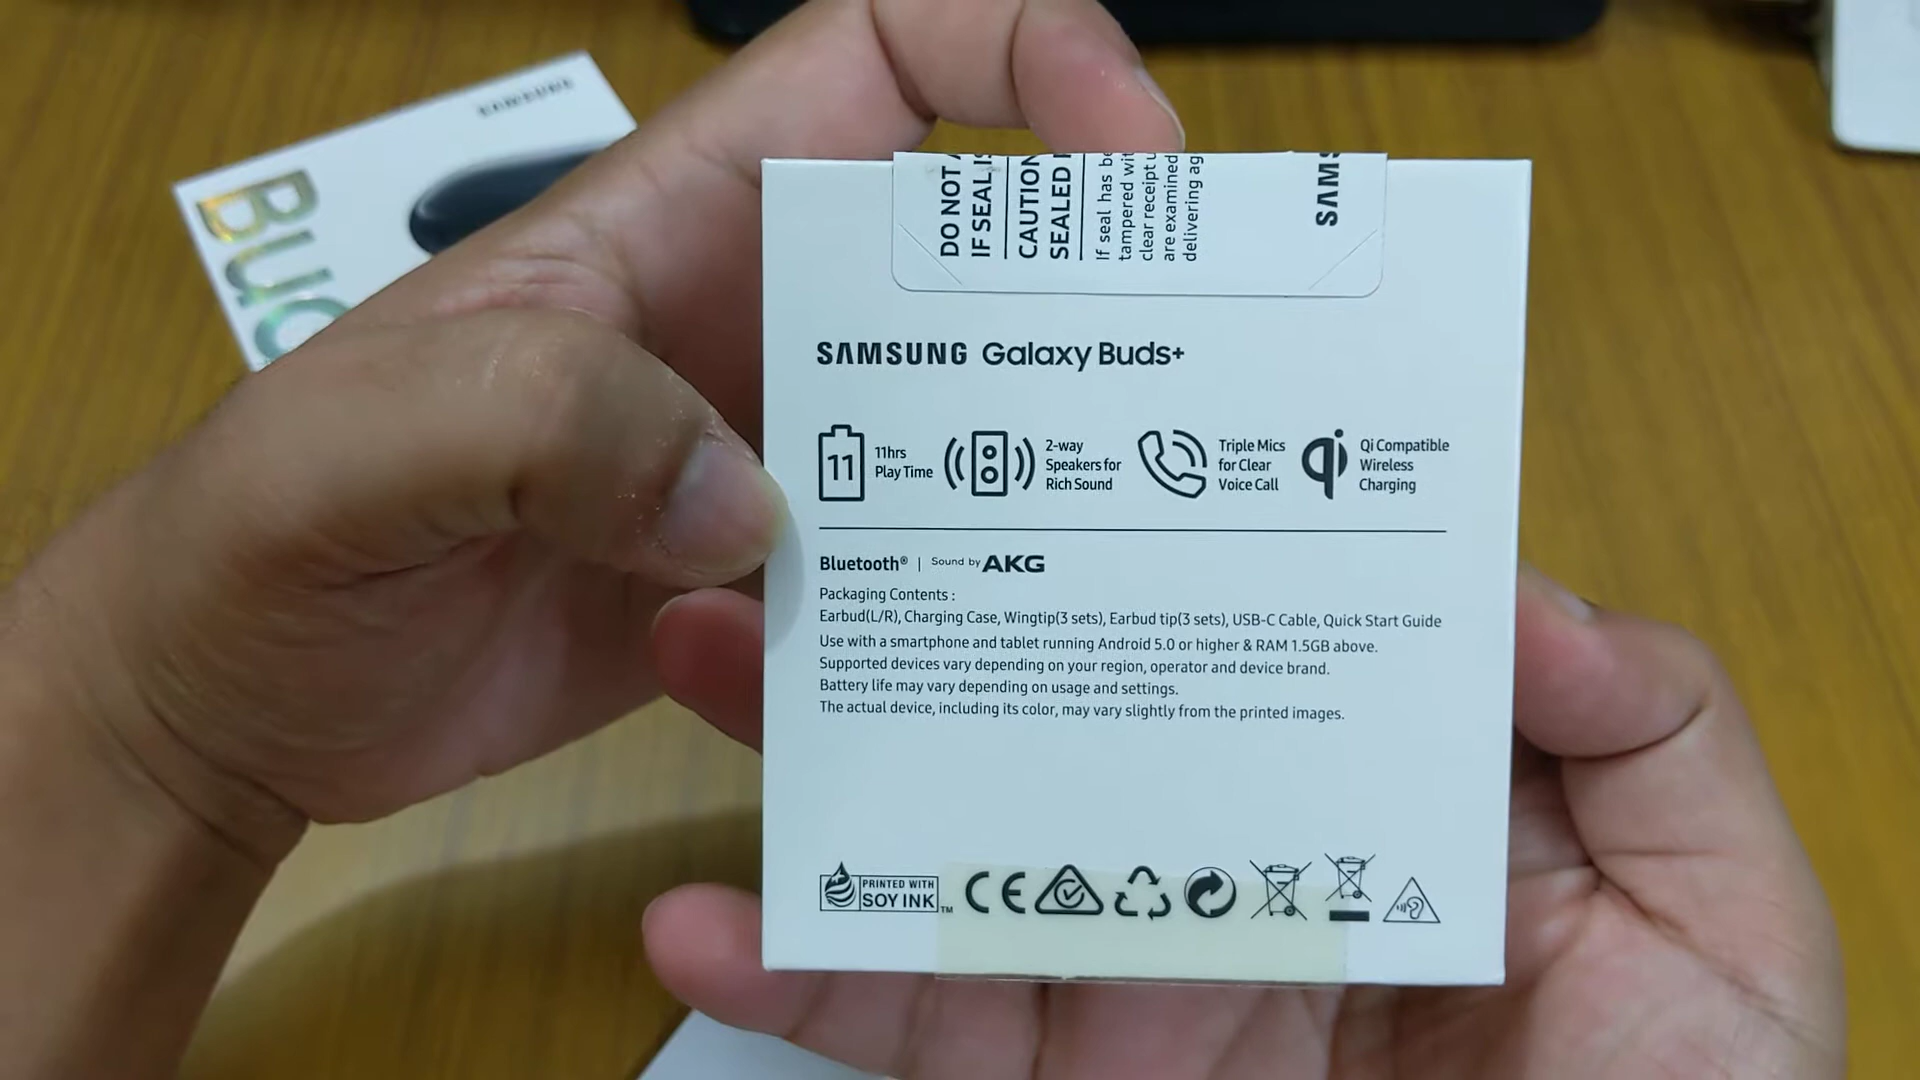 SAMSUNG
BUD
DO NOT
IF SEAL IS
CAUTION
SEALED
If seal has be
tampered wit
clear receipt u
are examined
delivering ag
SAMS
SAMSUNG Galaxy Buds+
11
11hrs
Play Time
2-way
Speakers for
Rich Sound
Triple Mics
for Clear
Voice Call
qi
Qi Compatible
Wireless
Charging
Bluetooth® | Sound by AKG
Packaging Contents :
Earbud(L/R), Charging Case, Wingtip(3 sets), Earbud tip(3 sets), USB-C Cable, Quick Start Guide
Use with a smartphone and tablet running Android 5.0 or higher & RAM 1.5GB above.
Supported devices vary depending on your region, operator and device brand.
Battery life may vary depending on usage and settings.
The actual device, including its color, may vary slightly from the printed images.
PRINTED WITH
SOY INK™
CE